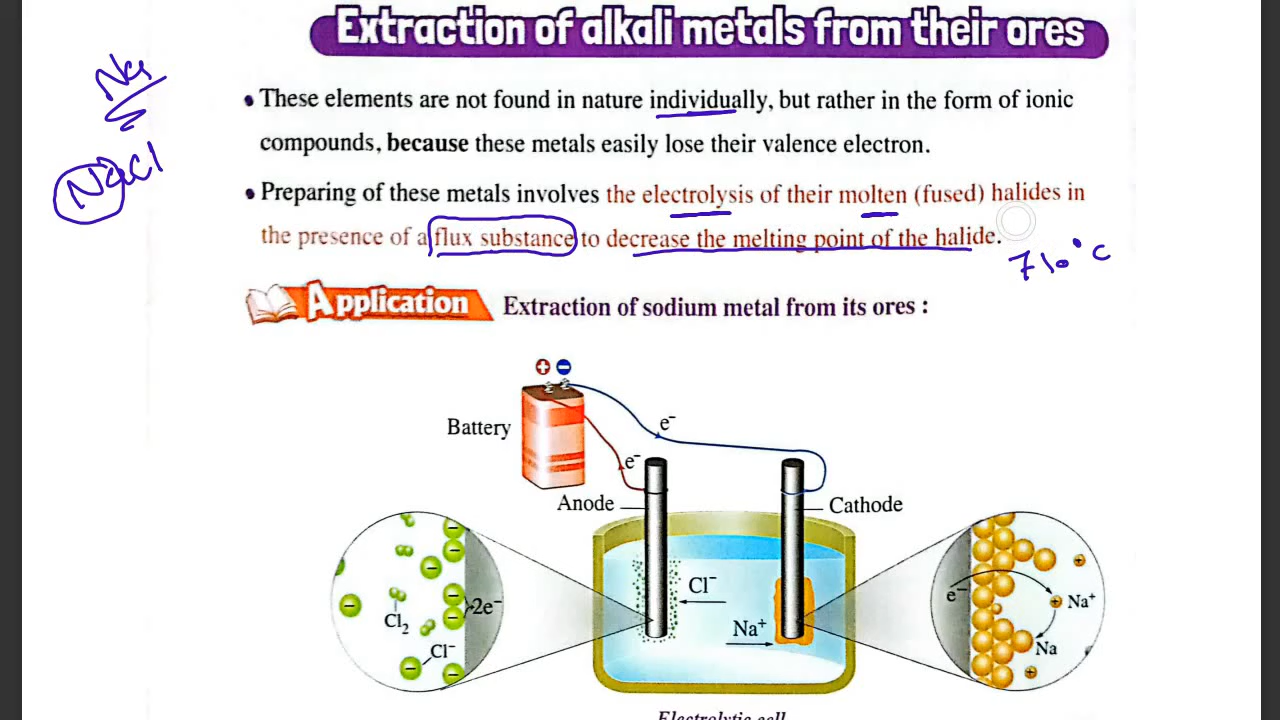 Extraction of alkali metals from their ores
Na
• These elements are not found in nature individually, but rather in the form of ionic
compounds, because these metals easily lose their valence electron.
NaCl
• Preparing of these metals involves the electrolysis of their molten (fused) halides in
the presence of a flux substance to decrease the melting point of the halide.
710°C
Application Extraction of sodium metal from its ores :
+ −
Battery
e⁻
e⁻
Anode
Cathode
Cl⁻
Na⁺
2e⁻
Cl₂
Cl⁻
e⁻
Na⁺
Na
Electrolytic cell